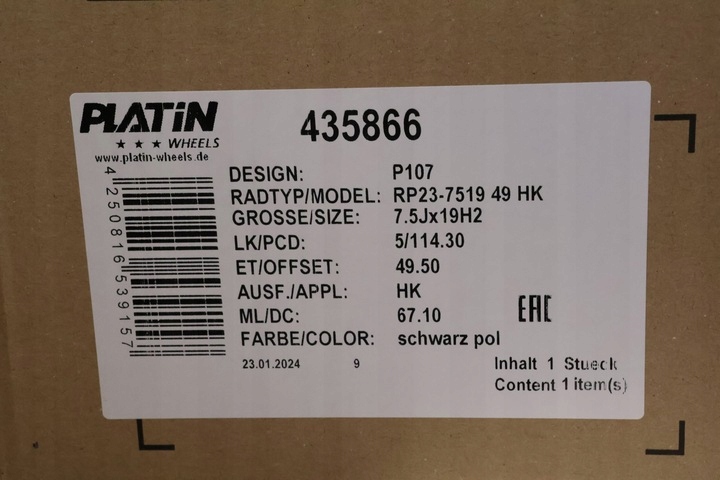 PLATiN
★ ★ ★ WHEELS
www.platin-wheels.de
435866
4250816539157
DESIGN: P107
RADTYP/MODEL: RP23-7519 49 HK
GROSSE/SIZE: 7.5Jx19H2
LK/PCD: 5/114.30
ET/OFFSET: 49.50
AUSF./APPL: HK
ML/DC: 67.10
FARBE/COLOR: schwarz pol
EAC
23.01.2024 9
Inhalt 1 Stueck
Content 1 item(s)